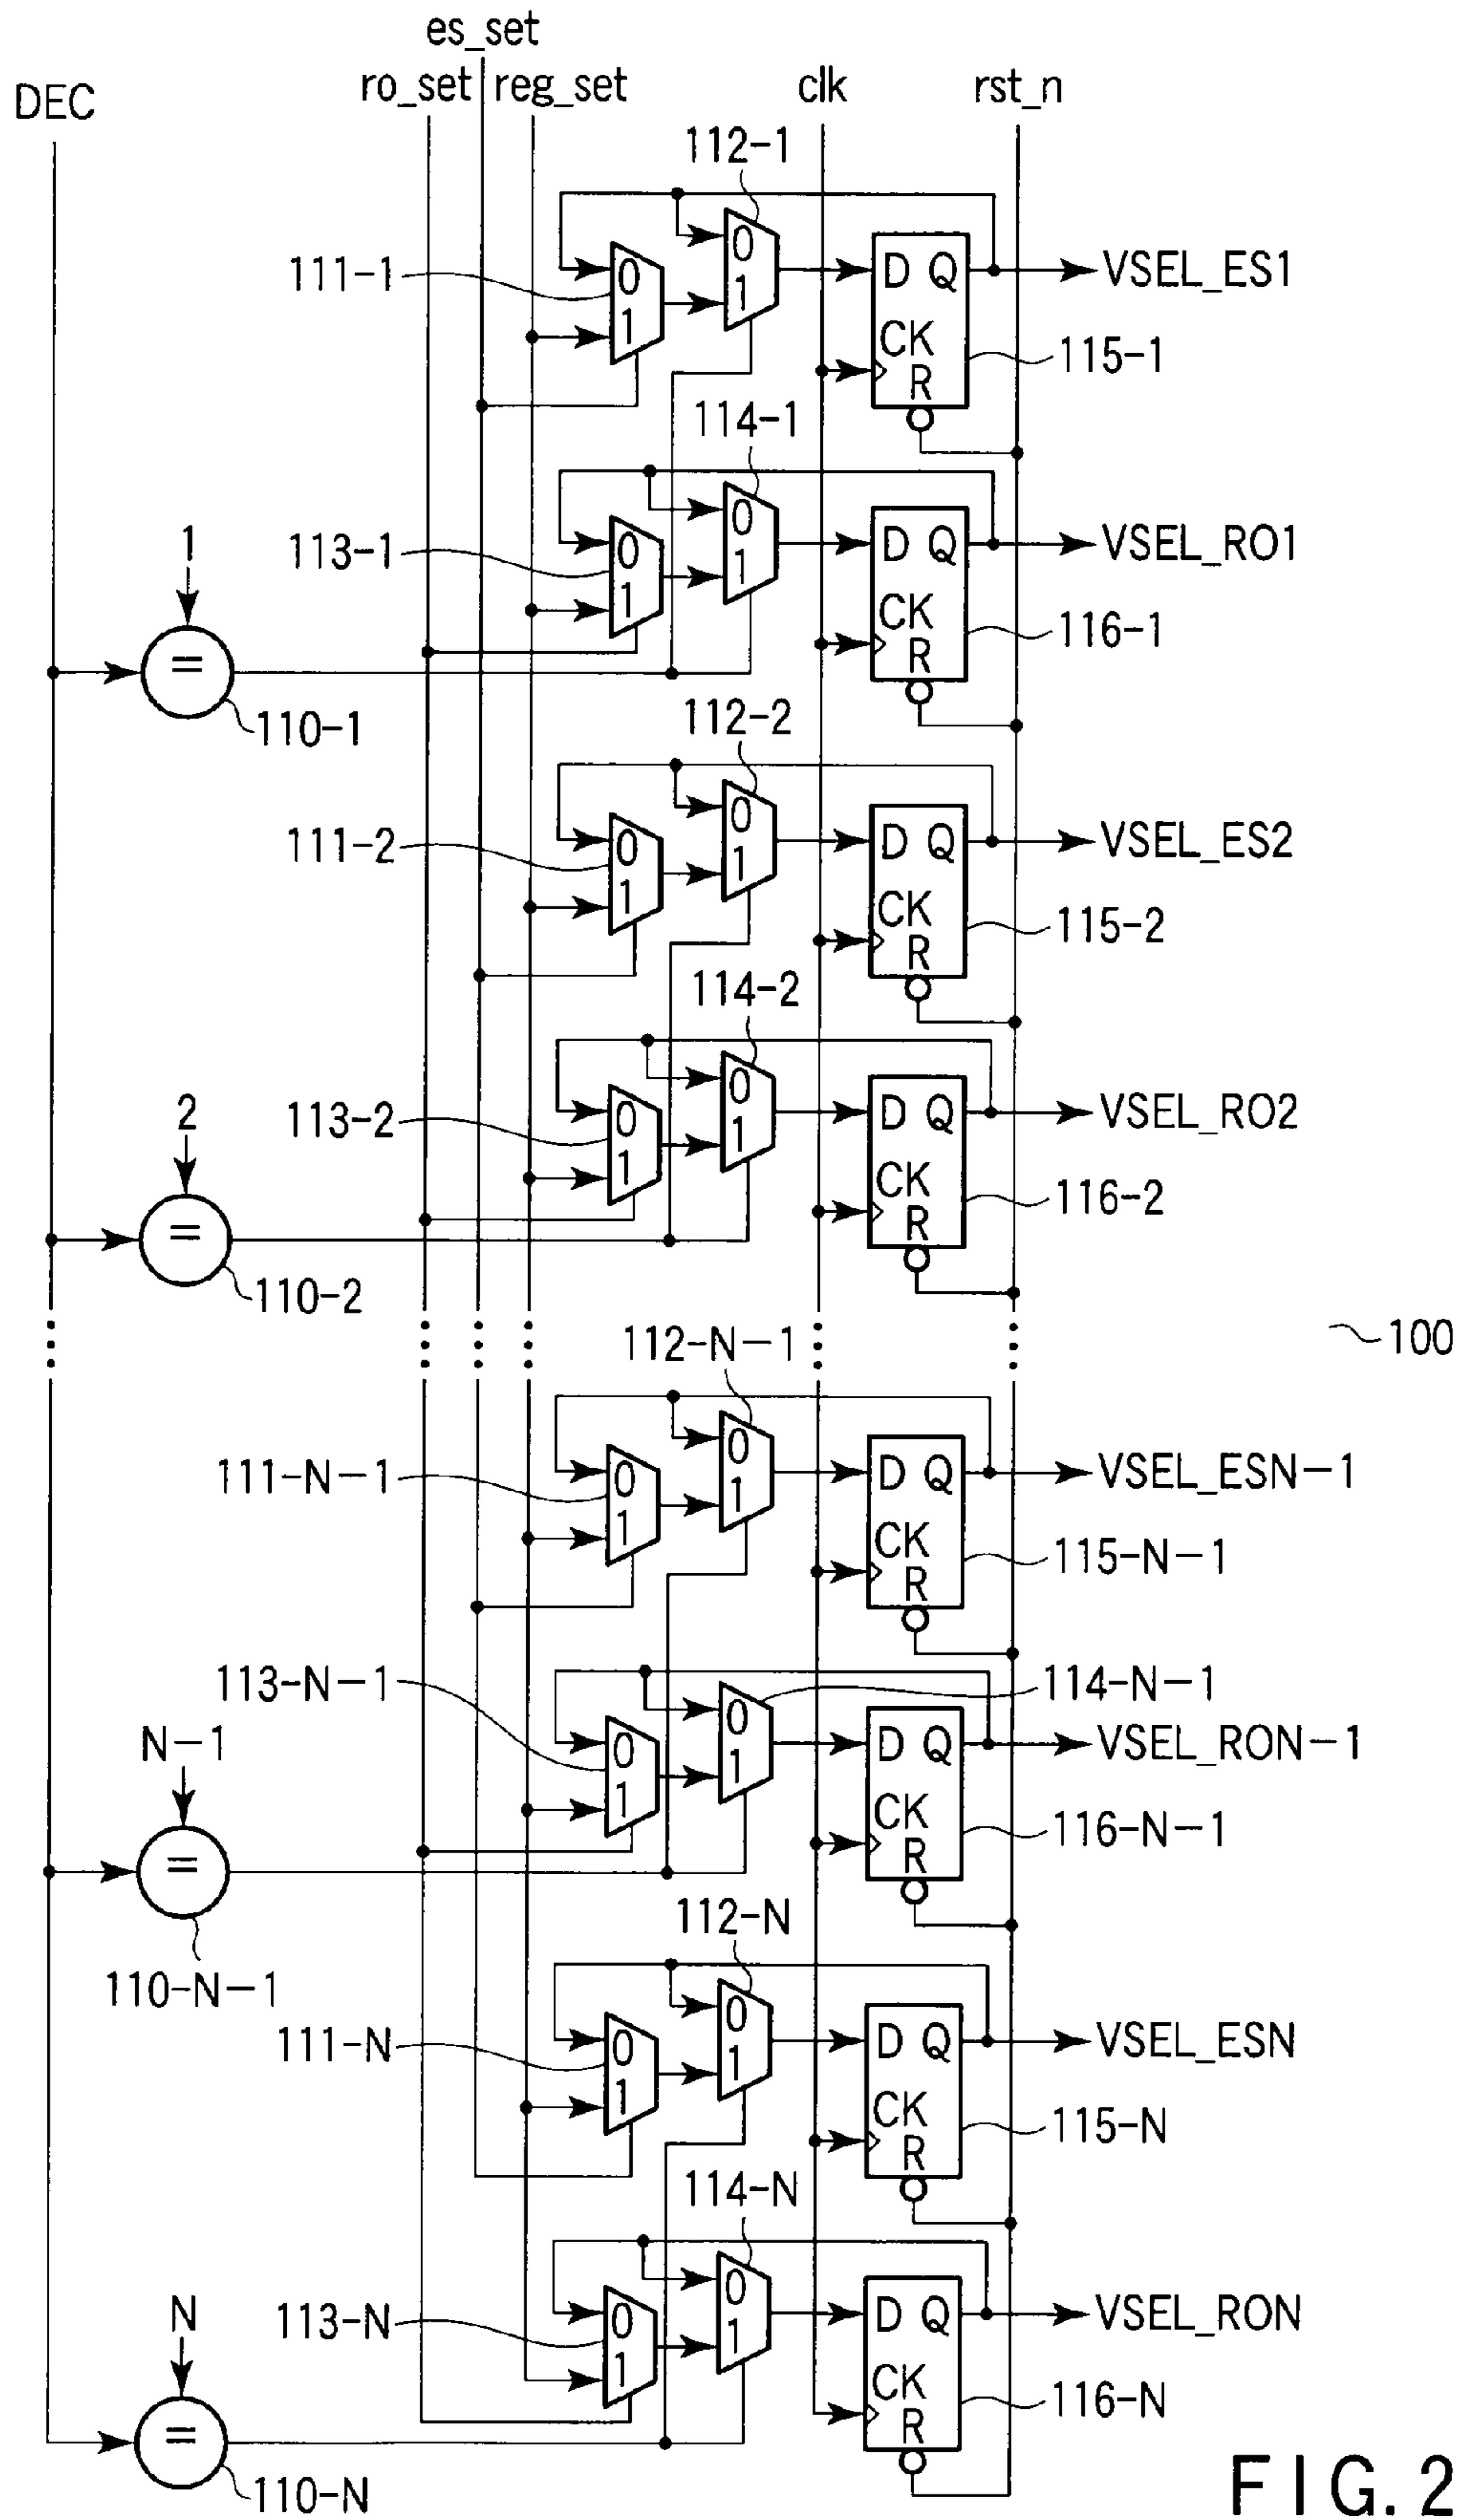 es_set
DEC ro_set reg_set clk rst_n
112-1
111-1 0 1 0 1 D Q CK R VSEL_ES1
115-1
114-1
1 113-1 0 1 0 1 D Q CK R VSEL_RO1
116-1
=
110-1
112-2
111-2 0 1 0 1 D Q CK R VSEL_ES2
115-2
114-2
2 113-2 0 1 0 1 D Q CK R VSEL_RO2
116-2
=
110-2
112-N-1
100
111-N-1 0 1 0 1 D Q CK R VSEL_ESN-1
115-N-1
113-N-1 114-N-1
N-1 0 1 0 1 D Q CK R VSEL_RON-1
116-N-1
=
110-N-1
112-N
111-N 0 1 0 1 D Q CK R VSEL_ESN
115-N
114-N
N 113-N 0 1 0 1 D Q CK R VSEL_RON
116-N
=
110-N
FIG. 2